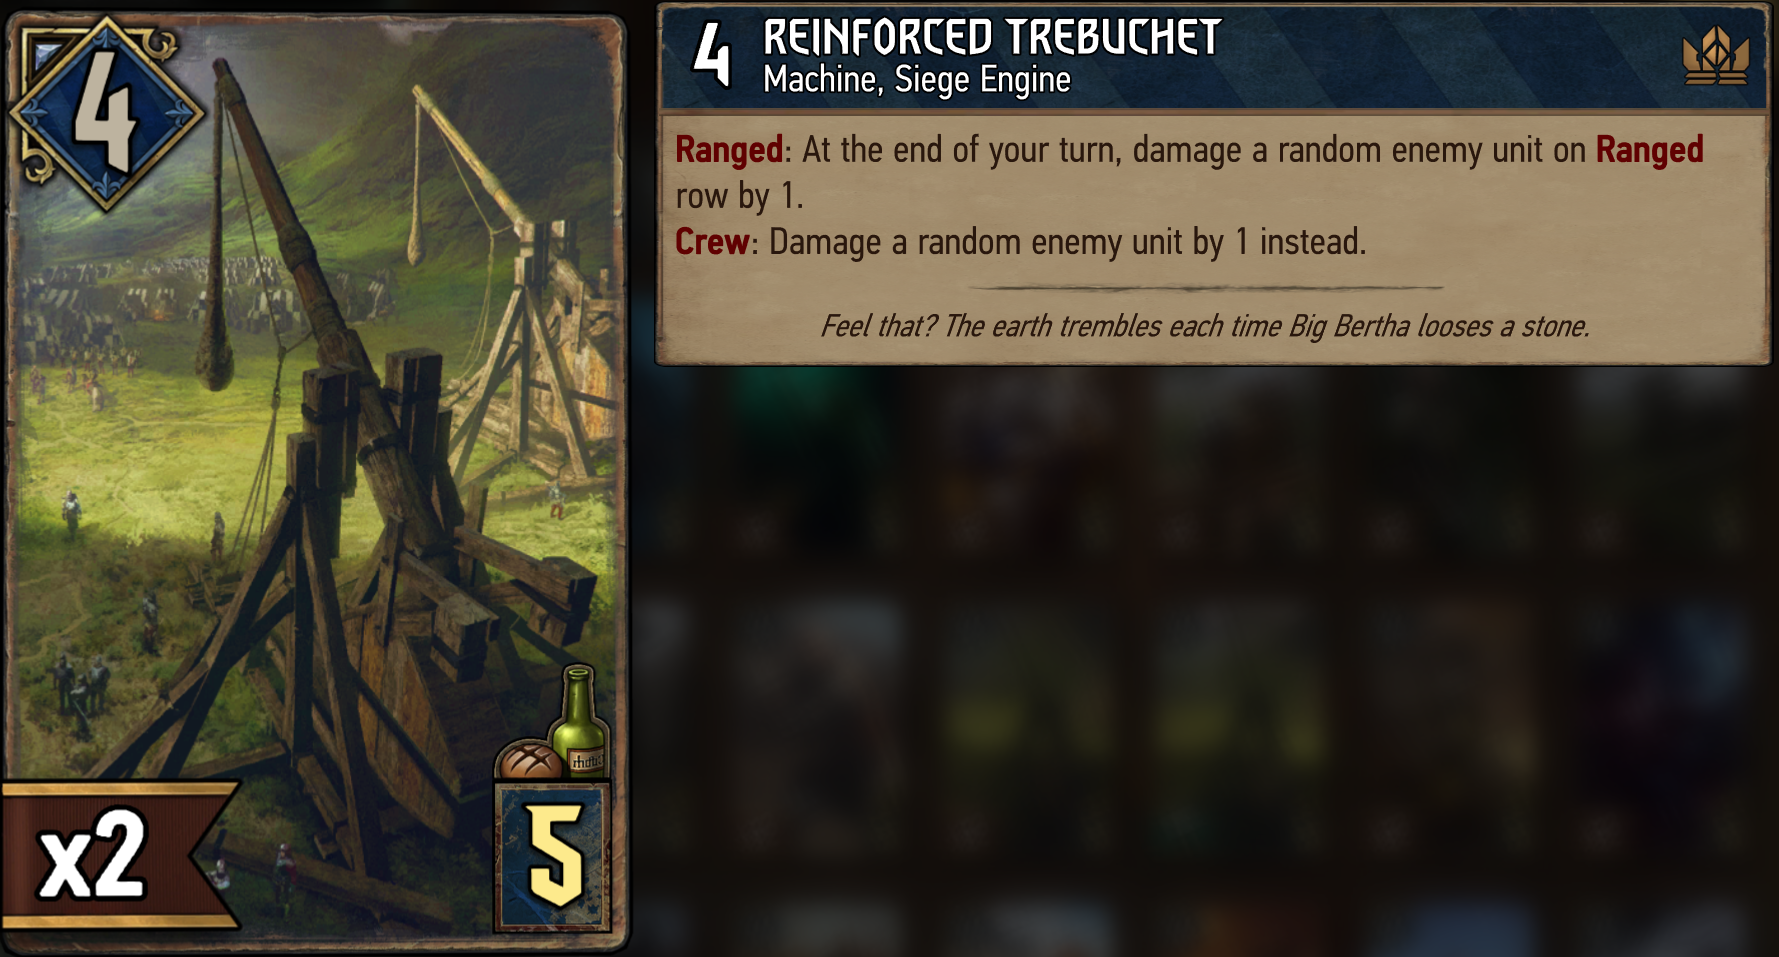 4
x2
5
4
REINFORCED TREBUCHET
Machine, Siege Engine
Ranged: At the end of your turn, damage a random enemy unit on Ranged
row by 1.
Crew: Damage a random enemy unit by 1 instead.
Feel that? The earth trembles each time Big Bertha looses a stone.